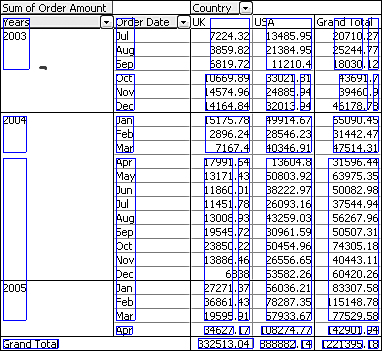 Sum of Order Amount Country
Years Order Date UK USA Grand Total
2003 Jul 7224.32 13485.95 20710.27
Aug 3859.82 21384.95 25244.77
Sep 6819.72 11210.4 18030.12
Oct 10669.89 33021.81 43691.7
Nov 14574.96 24885.94 39460.9
Dec 14164.84 32013.94 46178.78
2004 Jan 15175.78 49914.67 65090.45
Feb 2896.24 28546.23 31442.47
Mar 7167.4 40346.91 47514.31
Apr 17991.64 13604.8 31596.44
May 13171.43 50803.92 63975.35
Jun 11860.01 38222.97 50082.98
Jul 11451.78 26093.16 37544.94
Aug 13008.93 43259.03 56267.96
Sep 19545.72 30961.59 50507.31
Oct 23850.22 50454.96 74305.18
Nov 13886.46 26556.65 40443.11
Dec 6838 53582.26 60420.26
2005 Jan 27271.37 56036.21 83307.58
Feb 36861.43 78287.35 115148.78
Mar 19595.91 57933.67 77529.58
Apr 34627.17 108274.77 142901.94
Grand Total 332513.04 888882.14 1221395.18